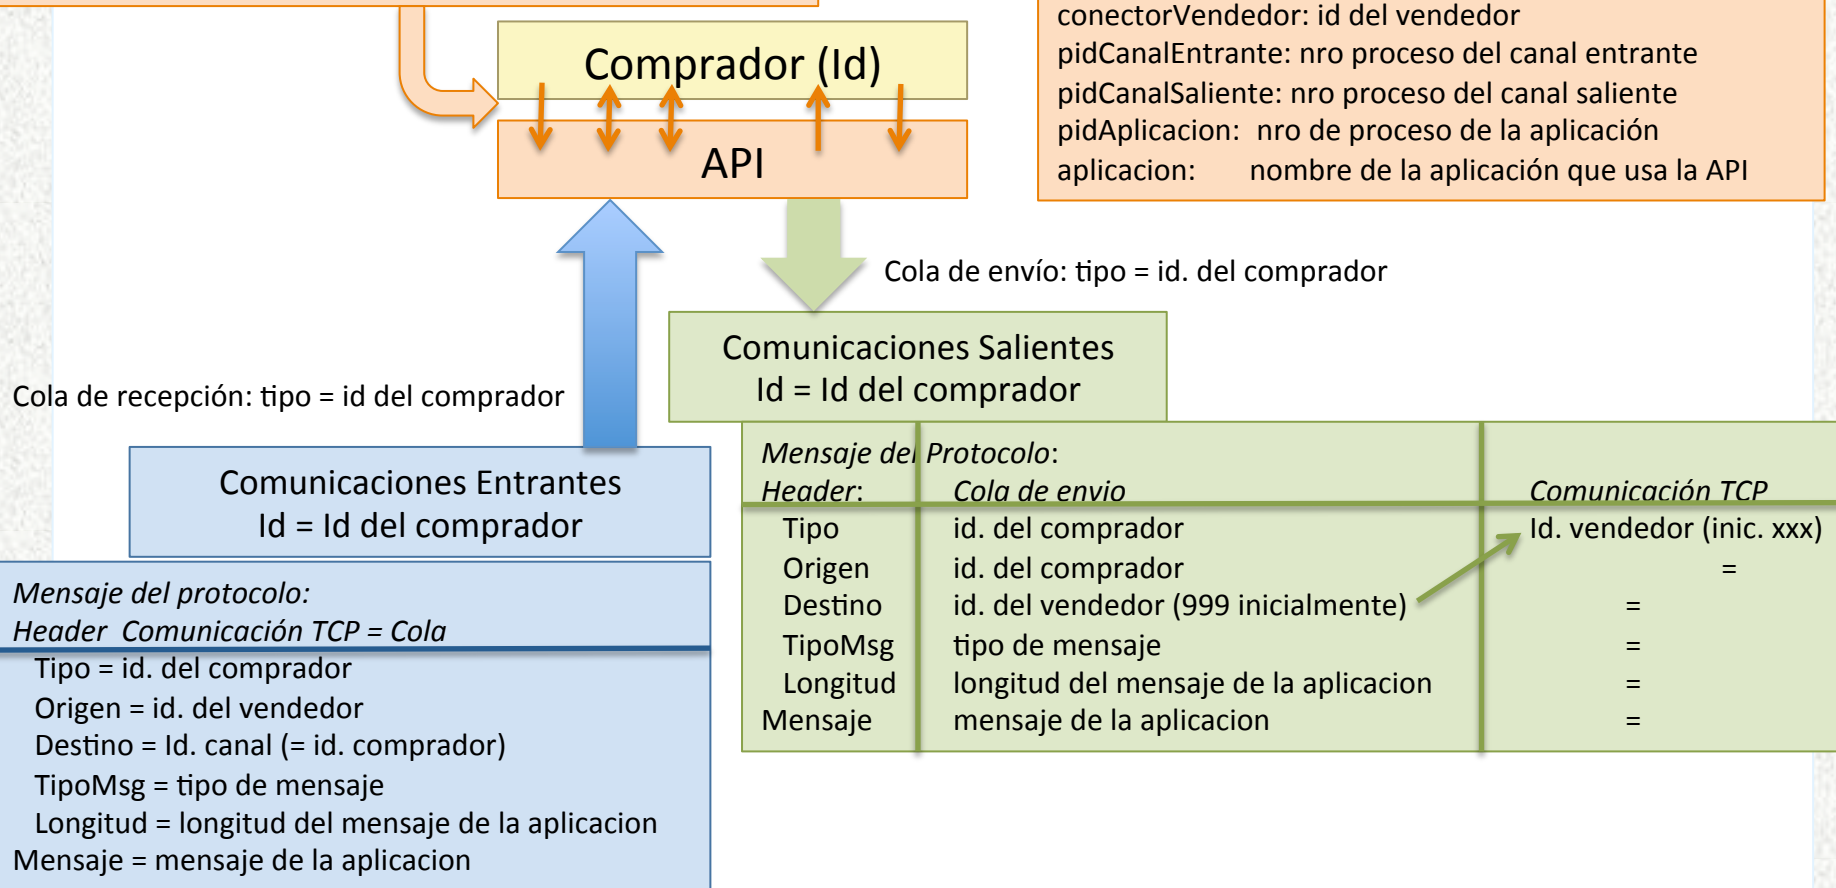 conectorVendedor: id del vendedor
pidCanalEntrante: nro proceso del canal entrante
pidCanalSaliente: nro proceso del canal saliente
pidAplicacion: nro de proceso de la aplicación
aplicacion: nombre de la aplicación que usa la API
Comprador (Id)
API
Cola de envío: tipo = id. del comprador
Comunicaciones Salientes
Id = Id del comprador
Cola de recepción: tipo = id del comprador
Comunicaciones Entrantes
Id = Id del comprador
Mensaje del Protocolo:
Header: Cola de envio Comunicación TCP
Tipo id. del comprador Id. vendedor (inic. xxx)
Origen id. del comprador =
Destino id. del vendedor (999 inicialmente) =
TipoMsg tipo de mensaje =
Longitud longitud del mensaje de la aplicacion =
Mensaje mensaje de la aplicacion =
Mensaje del protocolo:
Header Comunicación TCP = Cola
Tipo = id. del comprador
Origen = id. del vendedor
Destino = Id. canal (= id. comprador)
TipoMsg = tipo de mensaje
Longitud = longitud del mensaje de la aplicacion
Mensaje = mensaje de la aplicacion